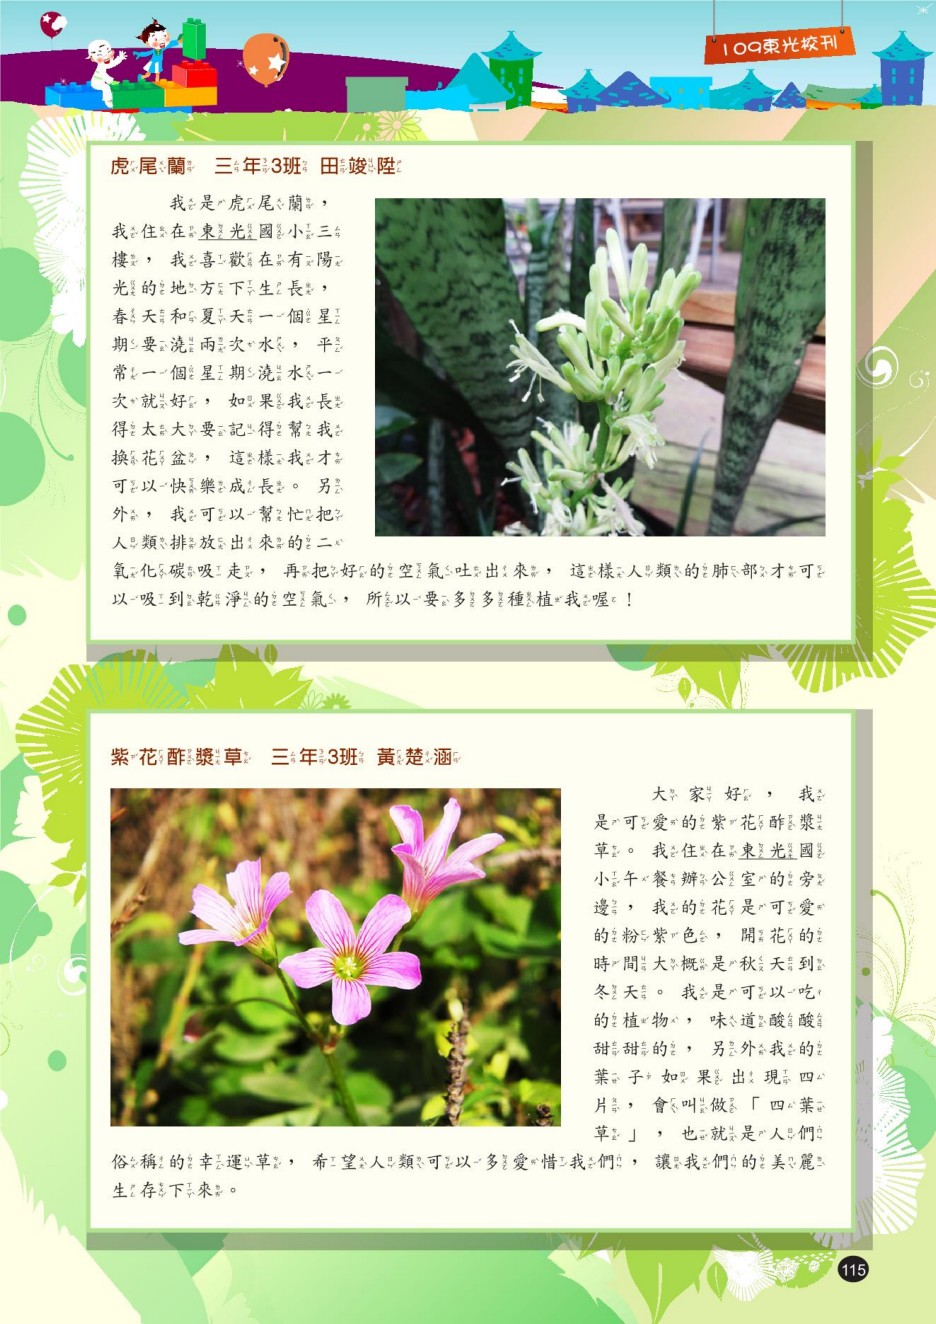 109東光校刊
虎尾蘭 三年3班 田竣陞
我是虎尾蘭，
我住在東光國小三
樓，我喜歡在有陽
光的地方下生長，
春天和夏天一個星
期要澆兩次水，平
常一個星期澆水一
次就好，如果我長
得太大要記得幫我
換花盆，這樣我才
可以快樂成長。另
外，我可以幫忙把
人類排放出來的二
氧化碳吸走，再把好的空氣吐出來，這樣人類的肺部才可
以吸到乾淨的空氣，所以要多多種植我喔！
紫花酢漿草 三年3班 黃楚涵
大家好，我
是可愛的紫花酢漿
草。我住在東光國
小午餐辦公室的旁
邊，我的花是可愛
的粉紫色，開花的
時間大概是秋天到
冬天。我是可以吃
的植物，味道酸酸
甜甜的，另外我的
葉子如果出現四
片，會叫做「四葉
草」，也就是人們
俗稱的幸運草，希望人類可以多愛惜我們，讓我們的美麗
生存下來。
115